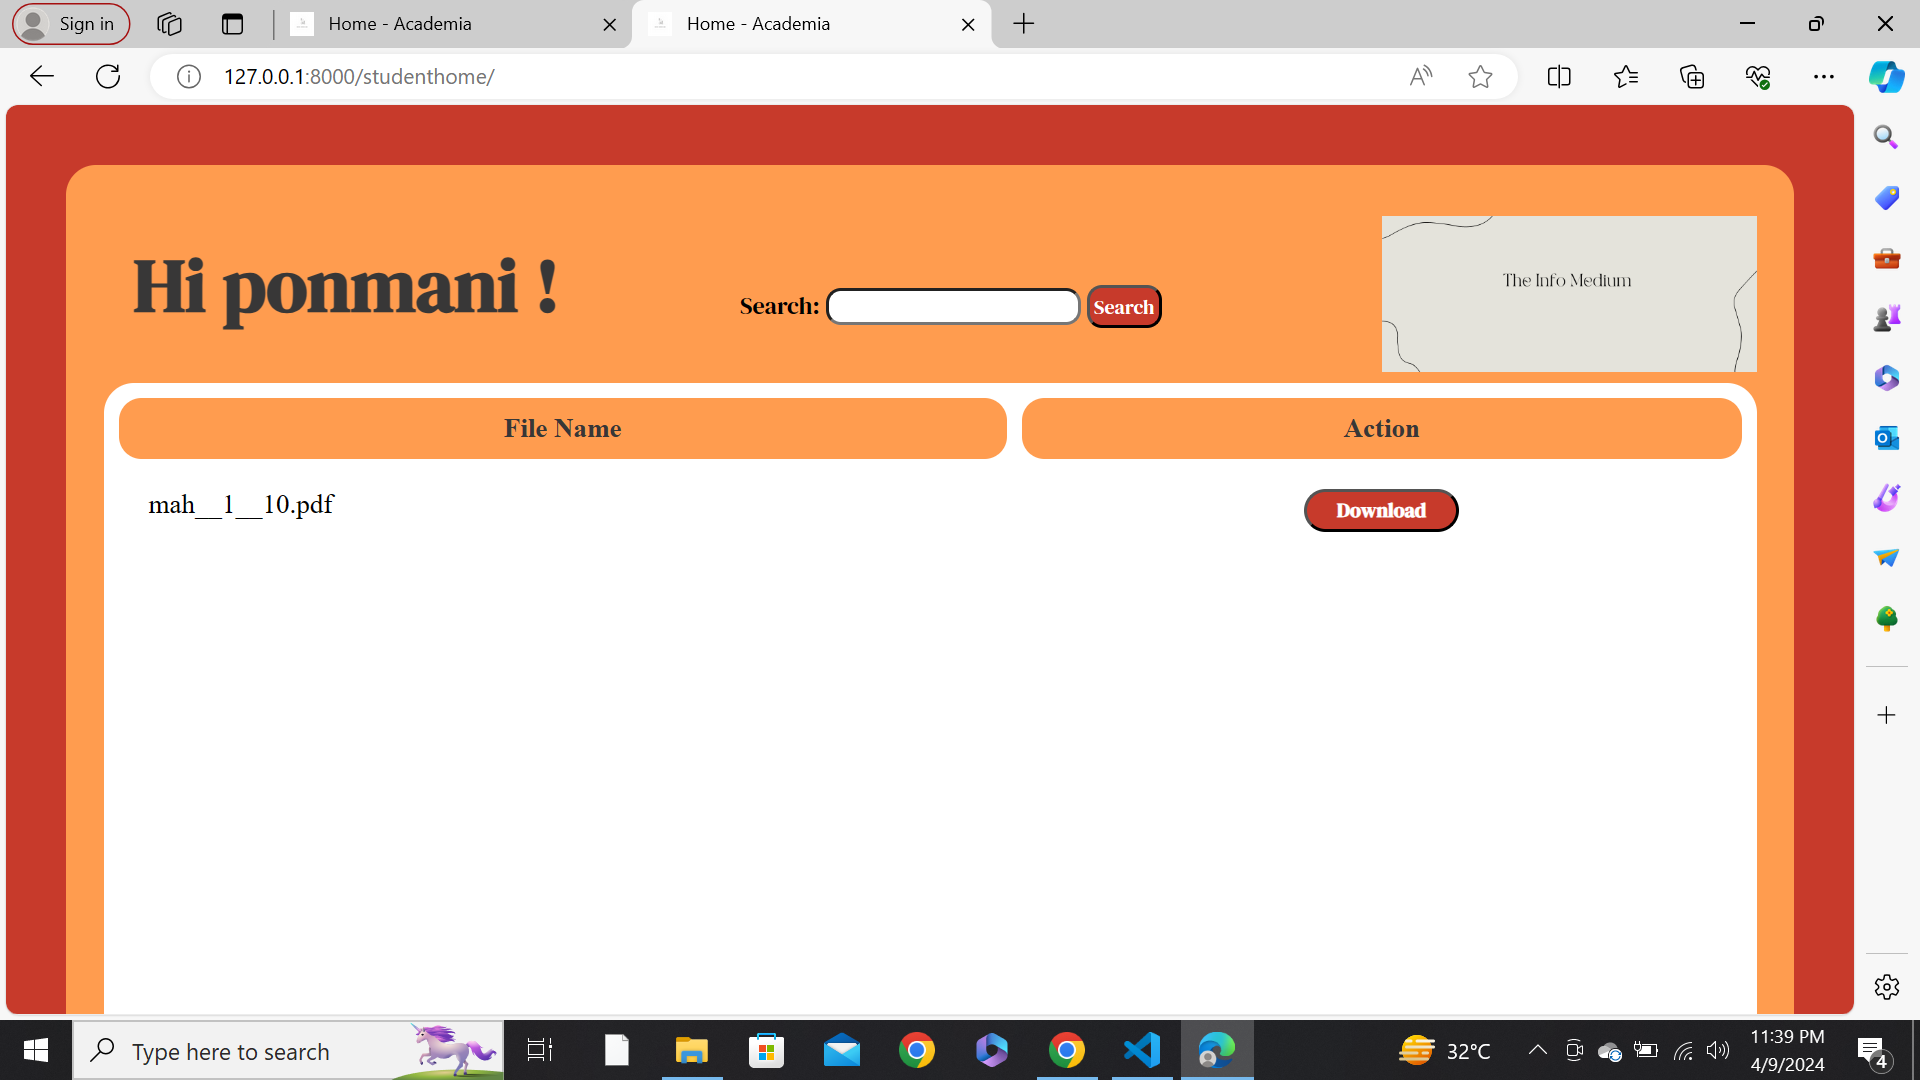 Sign in
Home - Academia
Home - Academia
127.0.0.1:8000/studenthome/
Hi ponmani !
Search:
Search
The Info Medium
File Name
Action
mah__1__10.pdf
Download
Type here to search
32°C
11:39 PM
4/9/2024
4